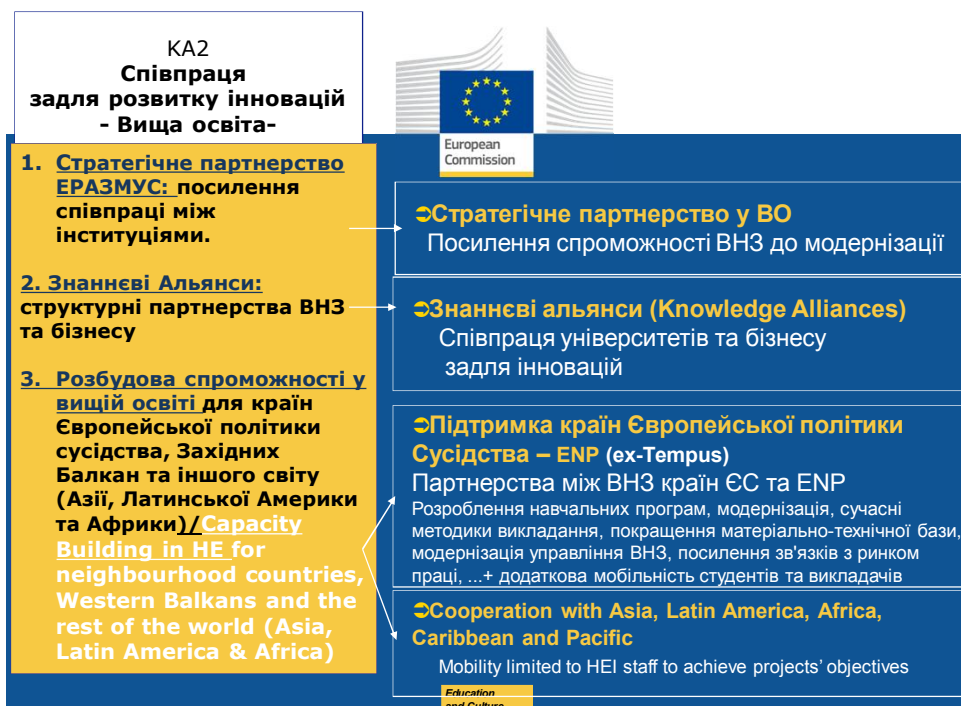 KA2
Співпраця
задля розвитку інновацій
- Вища освіта-
European
Commission
1. Стратегічне партнерство
ЕРАЗМУС: посилення
співпраці між
інституціями.
2. Знаннєві Альянси:
структурні партнерства ВНЗ
та бізнесу
3. Розбудова спроможності у
вищій освіті для країн
Європейської політики
сусідства, Західних
Балкан та іншого світу
(Азії, Латинської Америки
та Африки)/Capacity
Building in HE for
neighbourhood countries,
Western Balkans and the
rest of the world (Asia,
Latin America & Africa)
➲Стратегічне партнерство у ВО
Посилення спроможності ВНЗ до модернізації
➲Знаннєві альянси (Knowledge Alliances)
Співпраця університетів та бізнесу
задля інновацій
➲Підтримка країн Європейської політики
Сусідства – ENP (ex-Tempus)
Партнерства між ВНЗ країн ЄС та ENP
Розроблення навчальних програм, модернізація, сучасні
методики викладання, покращення матеріально-технічної бази,
модернізація управління ВНЗ, посилення зв'язків з ринком
праці, ...+ додаткова мобільність студентів та викладачів
➲Cooperation with Asia, Latin America, Africa,
Caribbean and Pacific
Mobility limited to HEI staff to achieve projects' objectives
Education
and Culture